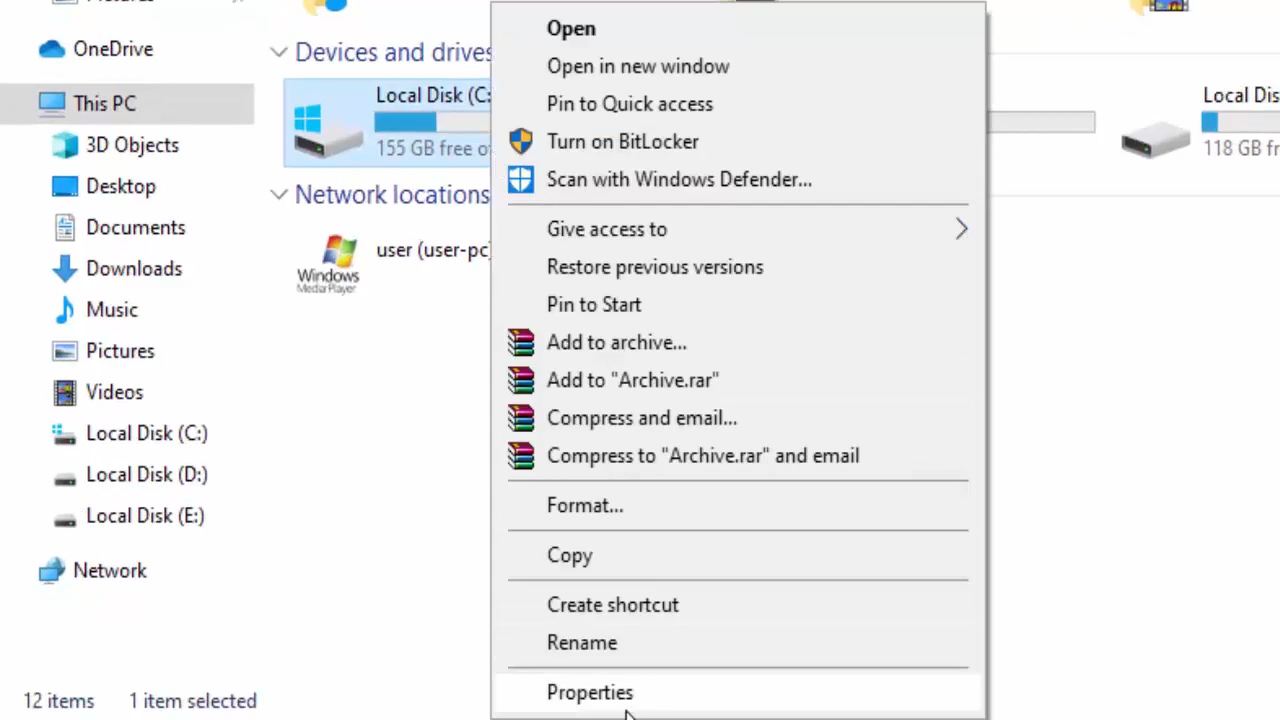 OneDrive
This PC
3D Objects
Desktop
Documents
Downloads
Music
Pictures
Videos
Local Disk (C:)
Local Disk (D:)
Local Disk (E:)
Network
12 items 1 item selected
Devices and drives
Local Disk (C:
155 GB free o
Network locations
user (user-pc)
Windows
Media Player
Open
Open in new window
Pin to Quick access
Turn on BitLocker
Scan with Windows Defender...
Give access to
Restore previous versions
Pin to Start
Add to archive...
Add to "Archive.rar"
Compress and email...
Compress to "Archive.rar" and email
Format...
Copy
Create shortcut
Rename
Properties
Local Dis
118 GB fr